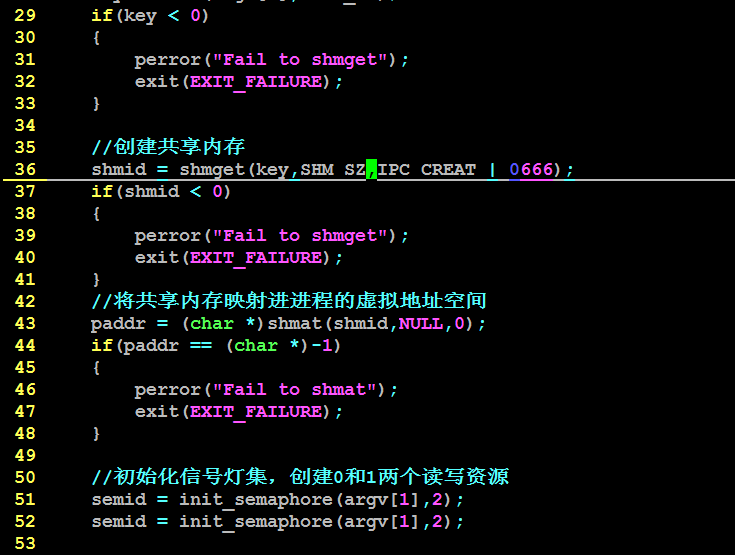 29 if(key < 0)
30 {
31 perror("Fail to shmget");
32 exit(EXIT_FAILURE);
33 }
34
35 //创建共享内存
36 shmid = shmget(key,SHM_SZ,IPC_CREAT | 0666);
37 if(shmid < 0)
38 {
39 perror("Fail to shmget");
40 exit(EXIT_FAILURE);
41 }
42 //将共享内存映射进进程的虚拟地址空间
43 paddr = (char *)shmat(shmid,NULL,0);
44 if(paddr == (char *)-1)
45 {
46 perror("Fail to shmat");
47 exit(EXIT_FAILURE);
48 }
49
50 //初始化信号灯集，创建0和1两个读写资源
51 semid = init_semaphore(argv[1],2);
52 semid = init_semaphore(argv[1],2);
53